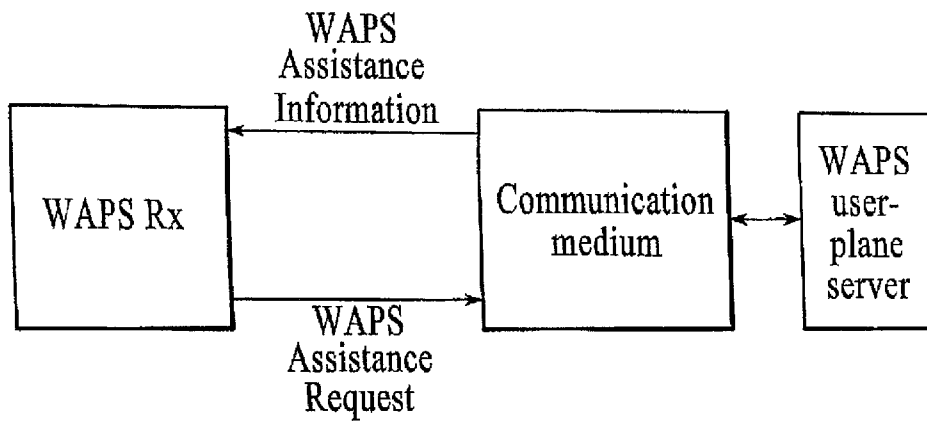 WAPS
Assistance
Information
WAPS Rx
Communication
medium
WAPS
user-
plane
server
WAPS
Assistance
Request